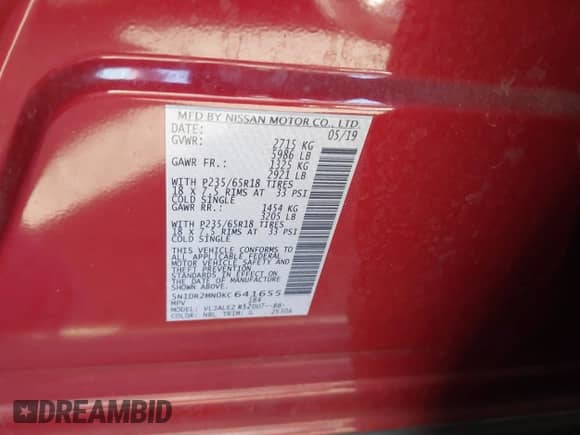 MFD BY NISSAN MOTOR CO., LTD.
DATE: 05/19
GVWR: 2715 KG
5986 LB
GAWR FR.: 1325 KG
2921 LB
WITH P235/65R18 TIRES
18 x 7.5 RIMS AT 33 PSI
COLD SINGLE
GAWR RR.: 1454 KG
3205 LB
WITH P235/65R18 TIRES
18 x 7.5 RIMS AT 33 PSI
COLD SINGLE
THIS VEHICLE CONFORMS TO
ALL APPLICABLE FEDERAL
MOTOR VEHICLE SAFETY AND
STANDARDS IN EFFECT ON
THE DATE OF MANUFACTURE
SHOWN ABOVE.
5N1DR2MN0KC641655
MPV
MODEL:
COLOR: NBL TRIM: G
DREAMBID